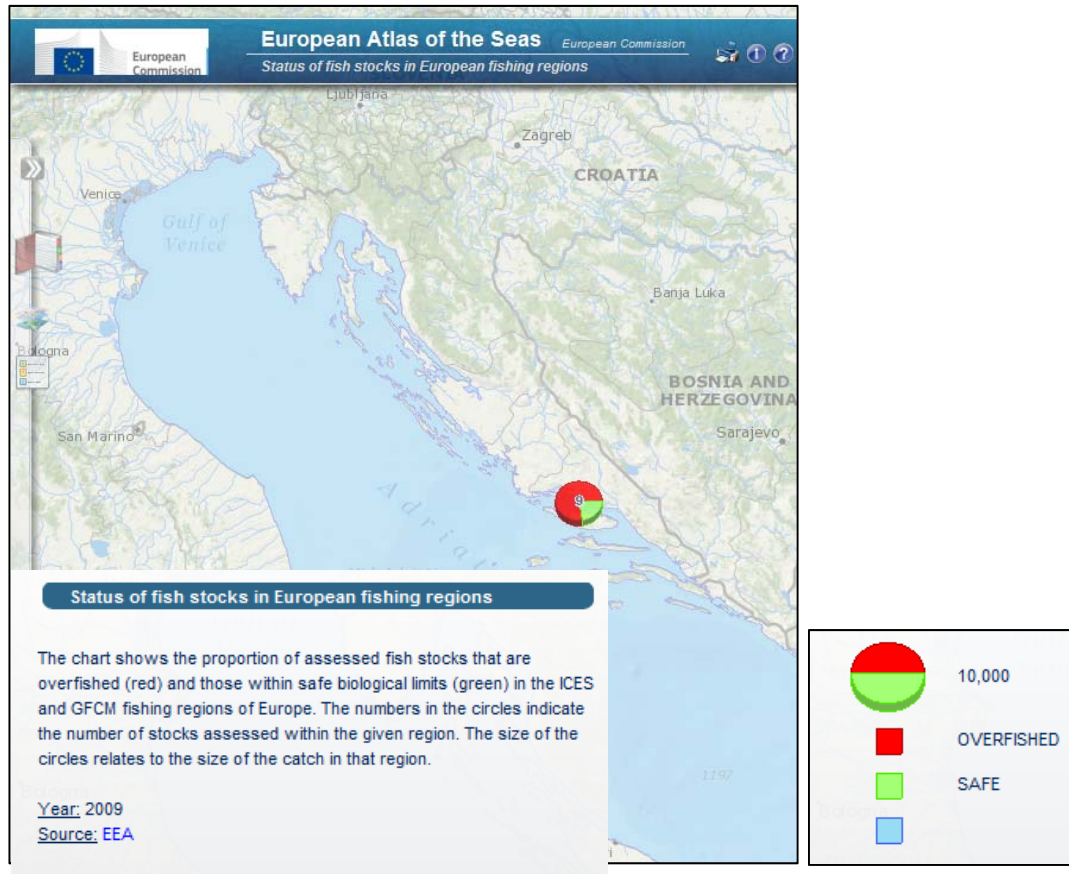 European Commission
European Atlas of the Seas European Commission
Status of fish stocks in European fishing regions
SLOVENIA
Ljubljana
Zagreb
CROATIA
Venice
Gulf of
Venice
Banja Luka
Bologna
BOSNIA AND
HERZEGOVINA
San Marino
Sarajevo
9
Adriati
Status of fish stocks in European fishing regions
The chart shows the proportion of assessed fish stocks that are
overfished (red) and those within safe biological limits (green) in the ICES
and GFCM fishing regions of Europe. The numbers in the circles indicate
the number of stocks assessed within the given region. The size of the
circles relates to the size of the catch in that region.
1197
Year: 2009
Source: EEA
10,000
OVERFISHED
SAFE